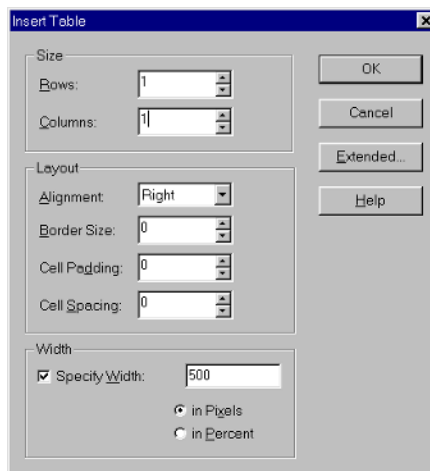 Insert Table
Size
Rows: 1
Columns: 1
Layout
Alignment: Right
Border Size: 0
Cell Padding: 0
Cell Spacing: 0
Width
Specify Width: 500
in Pixels
in Percent
OK
Cancel
Extended...
Help